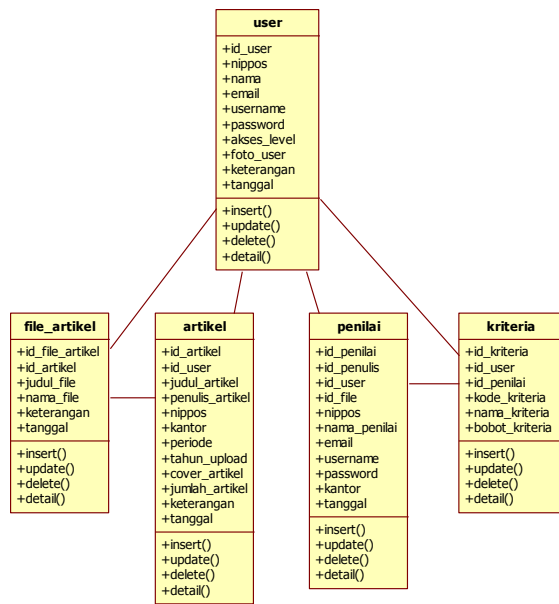 user
+id_user
+nippos
+nama
+email
+username
+password
+akses_level
+foto_user
+keterangan
+tanggal
+insert()
+update()
+delete()
+detail()
file_artikel
+id_file_artikel
+id_artikel
+judul_file
+nama_file
+keterangan
+tanggal
+insert()
+update()
+delete()
+detail()
artikel
+id_artikel
+id_user
+judul_artikel
+penulis_artikel
+nippos
+kantor
+periode
+tahun_upload
+cover_artikel
+jumlah_artikel
+keterangan
+tanggal
+insert()
+update()
+delete()
+detail()
penilai
+id_penilai
+id_penulis
+id_user
+id_file
+nippos
+nama_penilai
+email
+username
+password
+kantor
+tanggal
+insert()
+update()
+delete()
+detail()
kriteria
+id_kriteria
+id_user
+id_penilai
+kode_kriteria
+nama_kriteria
+bobot_kriteria
+insert()
+update()
+delete()
+detail()